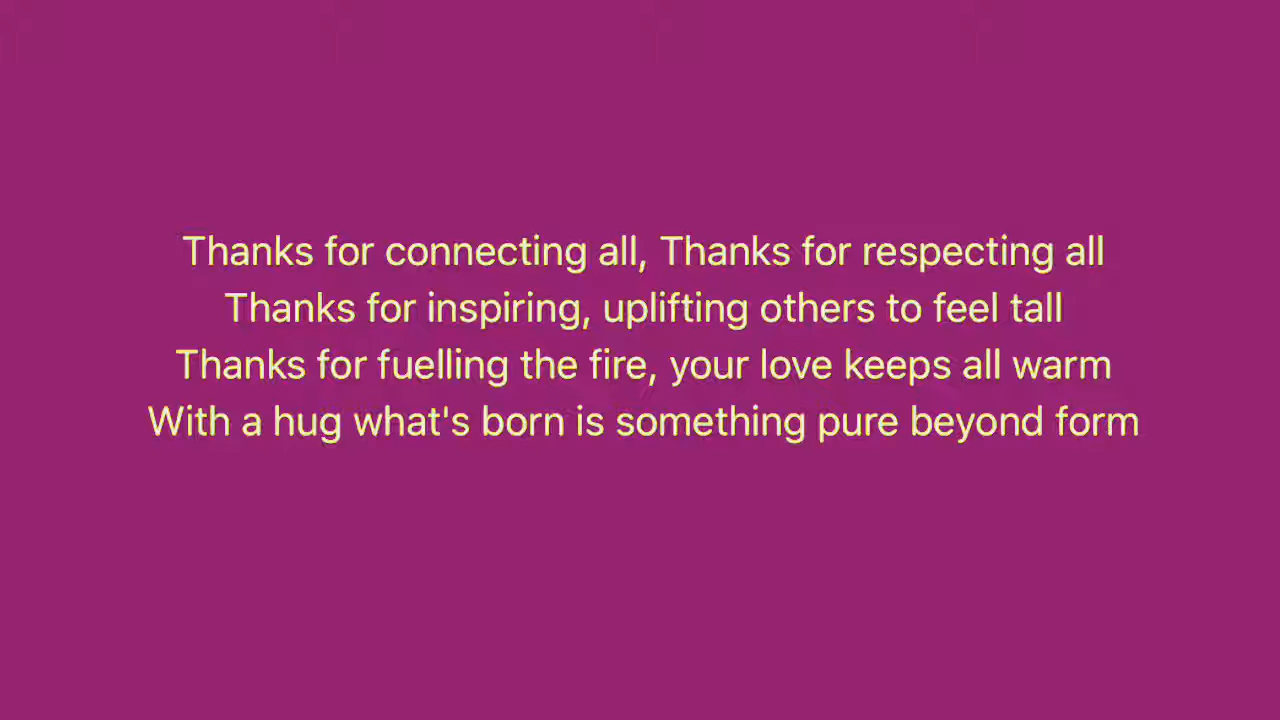 Thanks for connecting all, Thanks for respecting all
Thanks for inspiring, uplifting others to feel tall
Thanks for fuelling the fire, your love keeps all warm
With a hug what's born is something pure beyond form